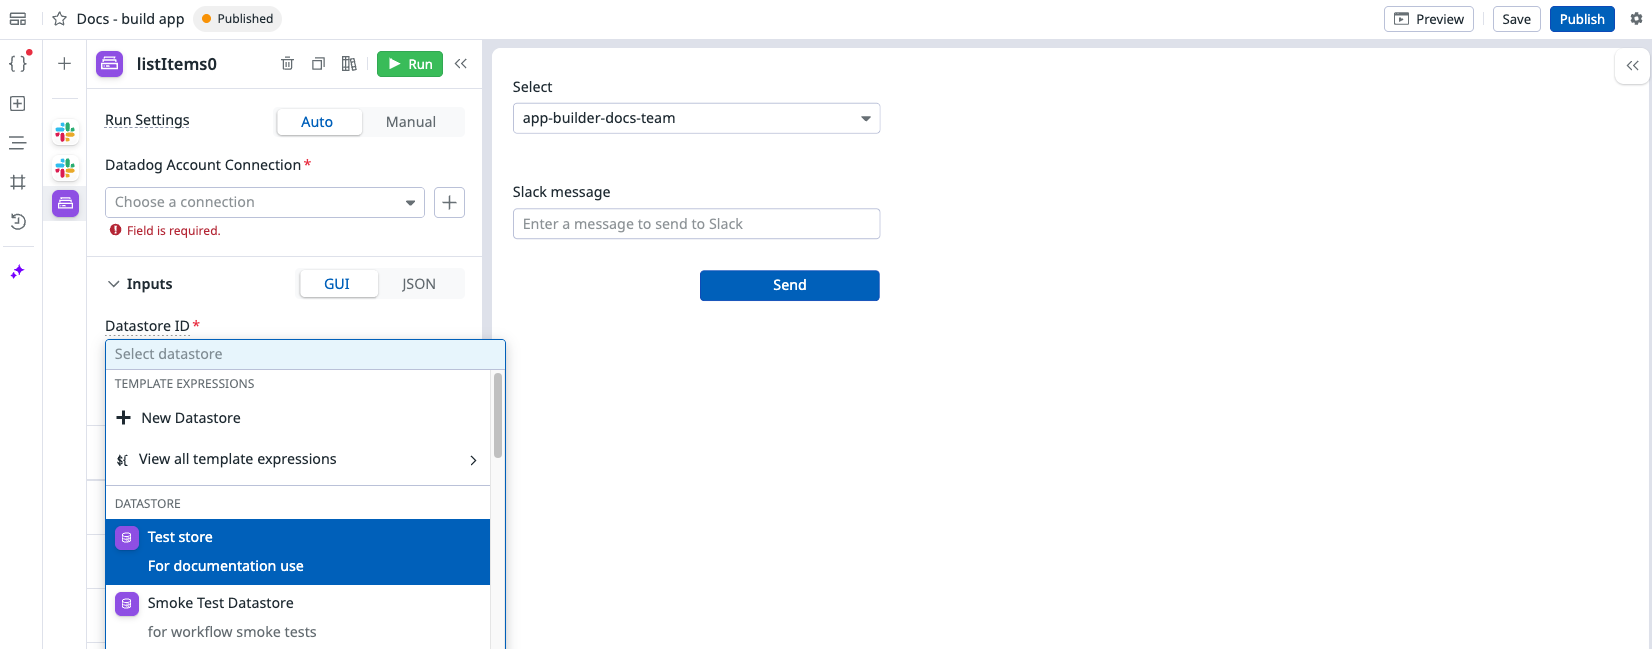 Docs - build app
Published
Preview
Save
Publish
listItems0
Run
Run Settings
Auto
Manual
Datadog Account Connection *
Choose a connection
Field is required.
Inputs
GUI
JSON
Datastore ID *
Select datastore
TEMPLATE EXPRESSIONS
New Datastore
${ View all template expressions
DATASTORE
Test store
For documentation use
Smoke Test Datastore
for workflow smoke tests
Select
app-builder-docs-team
Slack message
Enter a message to send to Slack
Send